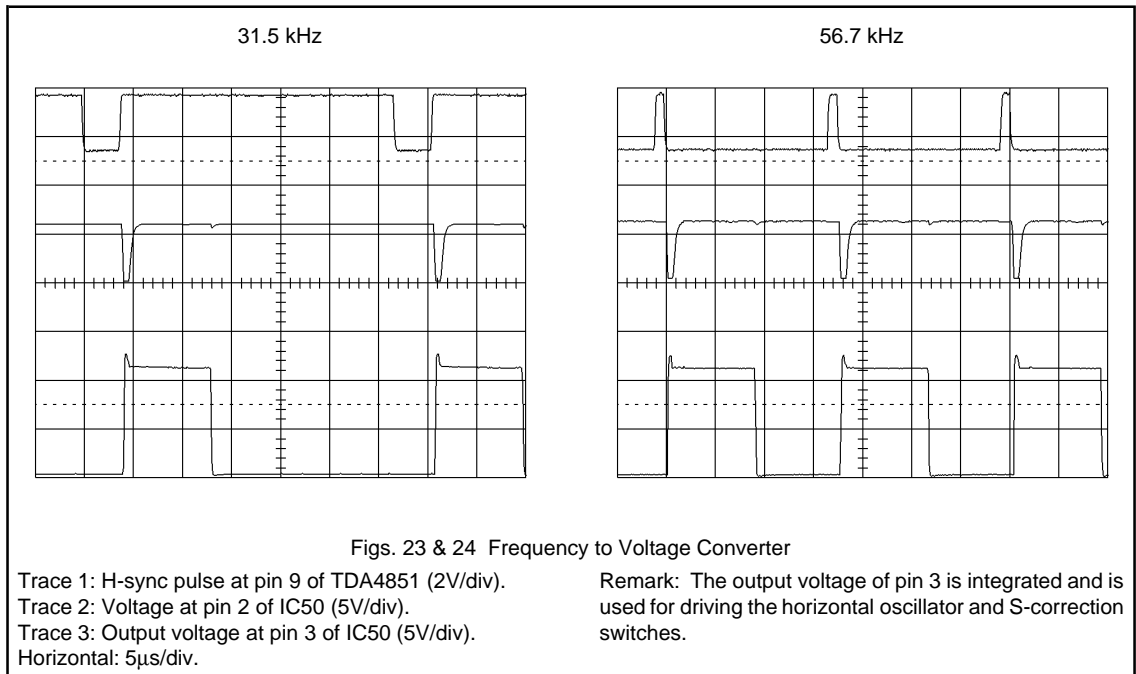 31.5 kHz
56.7 kHz
Figs. 23 & 24 Frequency to Voltage Converter
Trace 1: H-sync pulse at pin 9 of TDA4851 (2V/div).
Trace 2: Voltage at pin 2 of IC50 (5V/div).
Trace 3: Output voltage at pin 3 of IC50 (5V/div).
Horizontal: 5µs/div.
Remark: The output voltage of pin 3 is integrated and is
used for driving the horizontal oscillator and S-correction
switches.